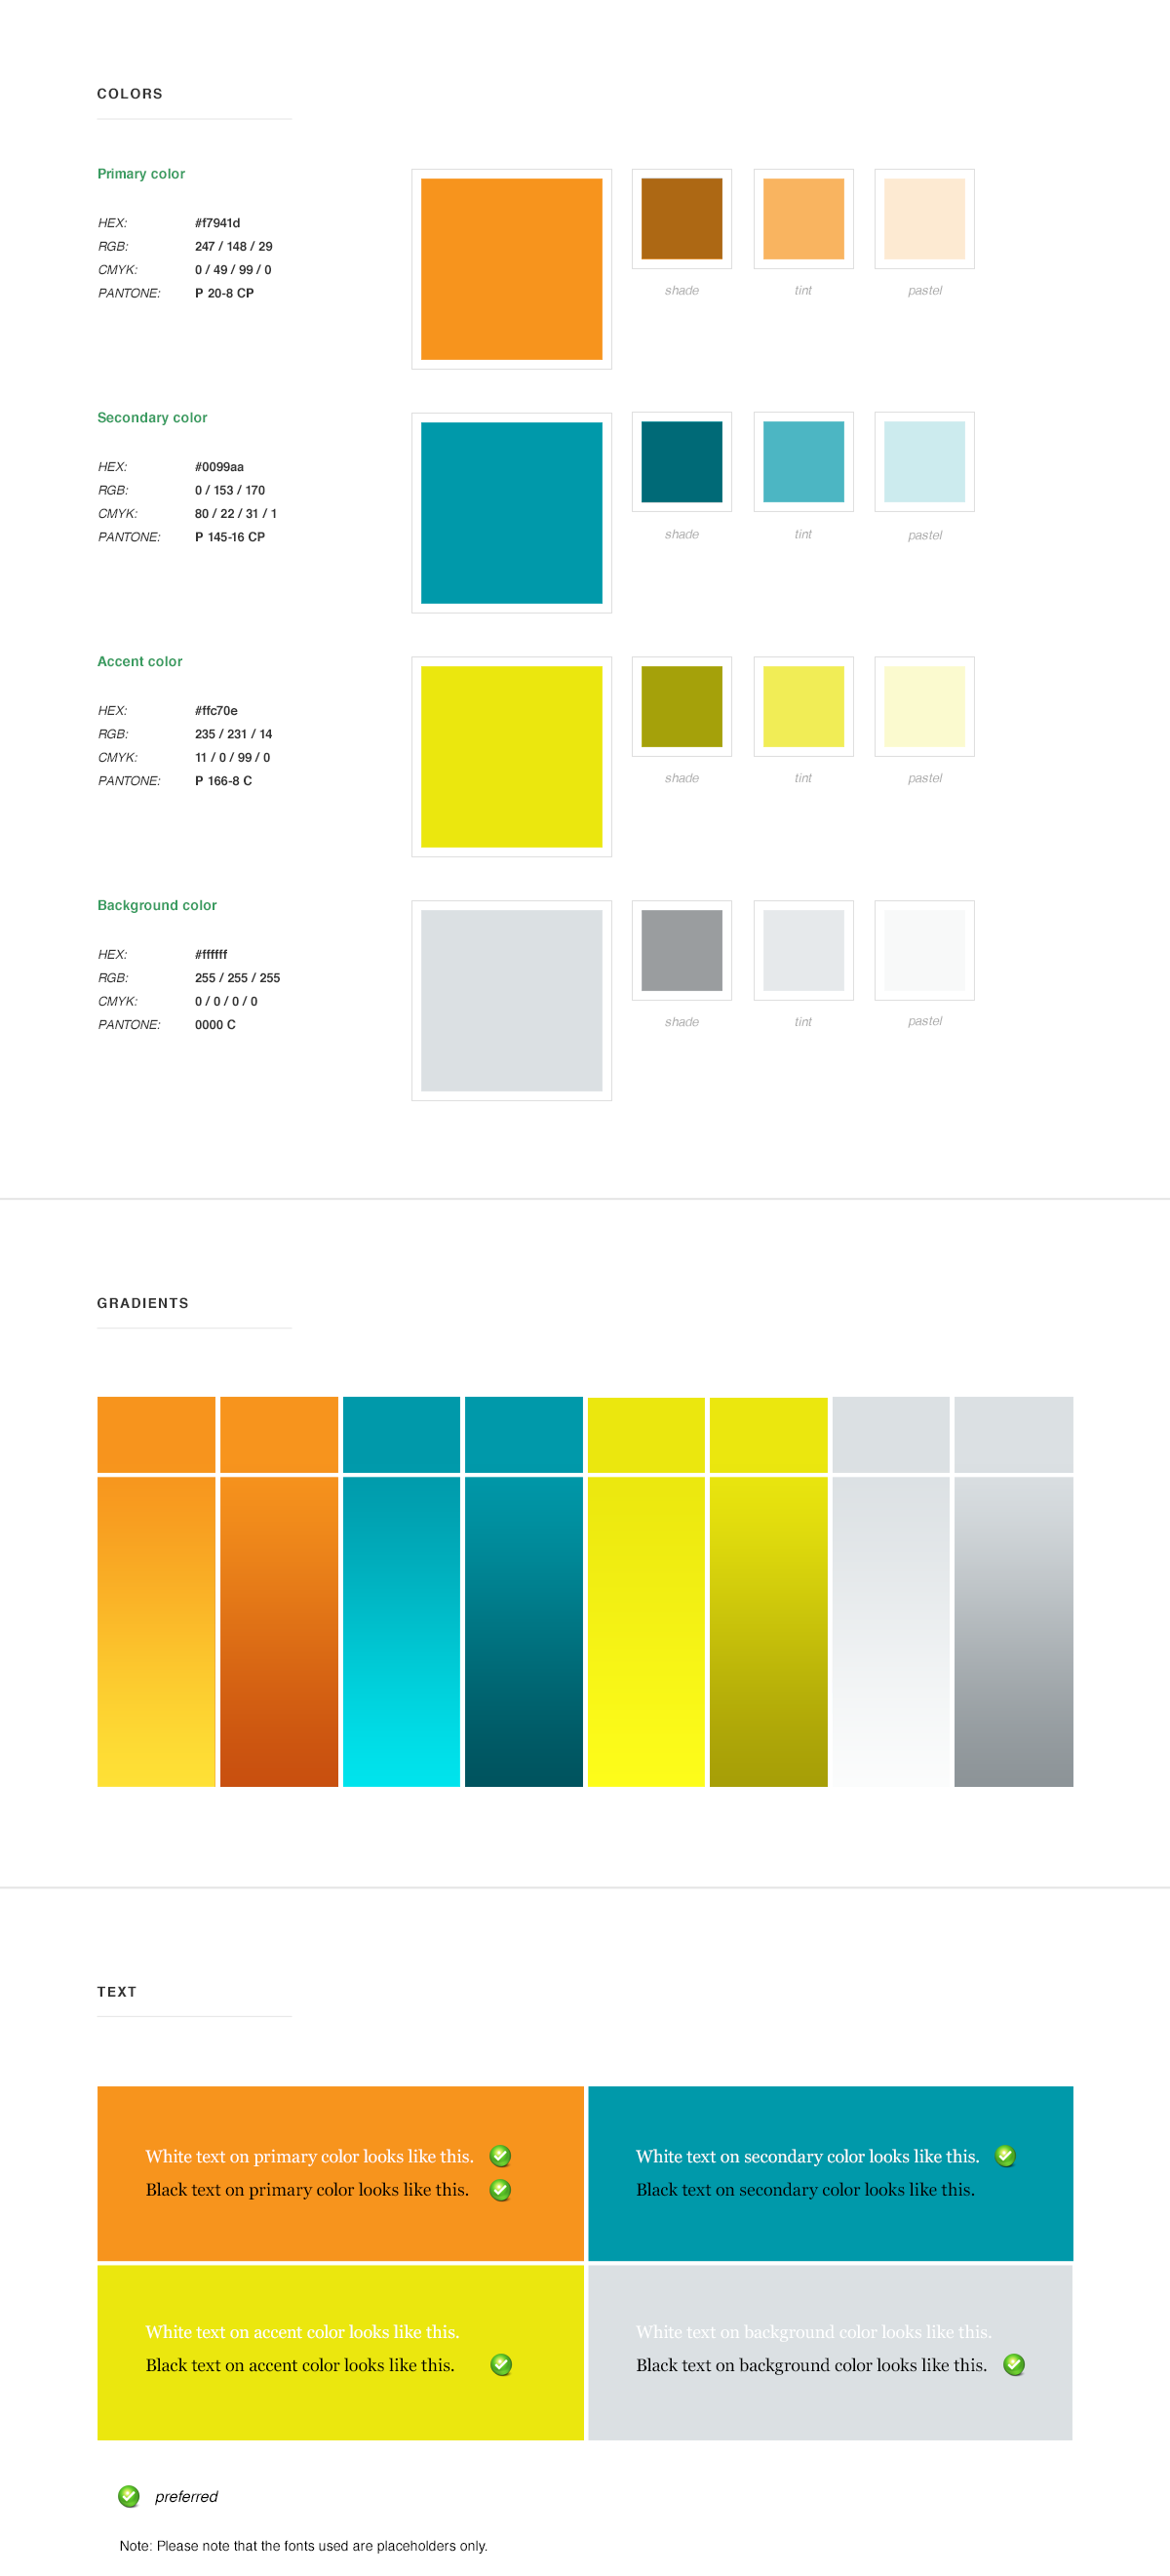 COLORS
Primary color
HEX: #f7941d
RGB: 247 / 148 / 29
CMYK: 0 / 49 / 99 / 0
PANTONE: P 20-8 CP
shade tint pastel
Secondary color
HEX: #0099aa
RGB: 0 / 153 / 170
CMYK: 80 / 22 / 31 / 1
PANTONE: P 145-16 CP
shade tint pastel
Accent color
HEX: #ffc70e
RGB: 235 / 231 / 14
CMYK: 11 / 0 / 99 / 0
PANTONE: P 166-8 C
shade tint pastel
Background color
HEX: #ffffff
RGB: 255 / 255 / 255
CMYK: 0 / 0 / 0 / 0
PANTONE: 0000 C
shade tint pastel
GRADIENTS
TEXT
White text on primary color looks like this.
Black text on primary color looks like this.
White text on secondary color looks like this.
Black text on secondary color looks like this.
White text on accent color looks like this.
Black text on accent color looks like this.
White text on background color looks like this.
Black text on background color looks like this.
preferred
Note: Please note that the fonts used are placeholders only.